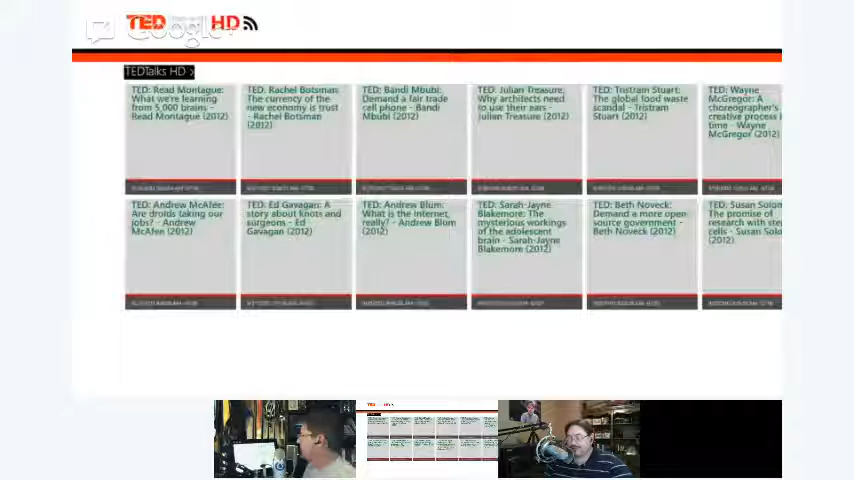 TED HD
Google+
TEDTalks HD >
TED: Read Montague:
What we're learning
from 5,000 brains -
Read Montague (2012)
TED: Rachel Botsman:
The currency of the
new economy is trust
- Rachel Botsman
(2012)
TED: Bandi Mbubi:
Demand a fair trade
cell phone - Bandi
Mbubi (2012)
TED: Julian Treasure:
Why architects need
to use their ears -
Julian Treasure (2012)
TED: Tristram Stuart:
The global food waste
scandal - Tristram
Stuart (2012)
TED: Wayne
McGregor: A
choreographer's
creative process i
time - Wayne
McGregor (2012)
TED: Andrew McAfee:
Are droids taking our
jobs? - Andrew
McAfee (2012)
TED: Ed Gavagan: A
story about knots and
surgeons - Ed
Gavagan (2012)
TED: Andrew Blum:
What is the Internet,
really? - Andrew Blum
(2012)
TED: Sarah-Jayne
Blakemore: The
mysterious workings
of the adolescent
brain - Sarah-Jayne
Blakemore (2012)
TED: Beth Noveck:
Demand a more open
source government -
Beth Noveck (2012)
TED: Susan Solom
The promise of
research with ste
cells - Susan Solo
(2012)